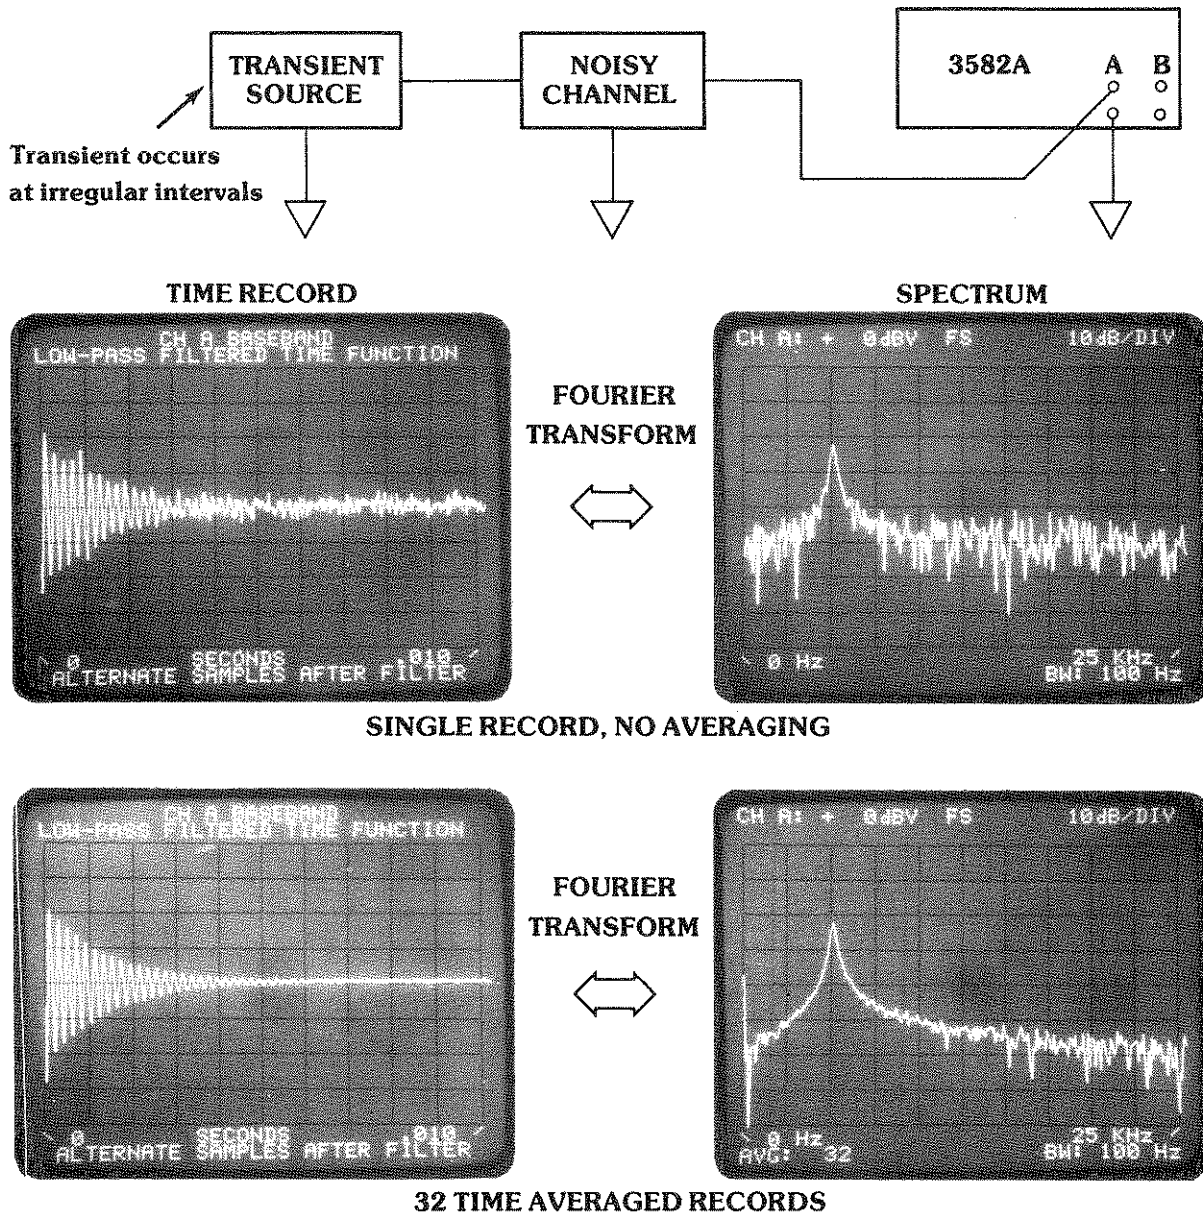 TRANSIENT
SOURCE
NOISY
CHANNEL
3582A
A B
Transient occurs
at irregular intervals
TIME RECORD
CH A BASEBAND
LOW-PASS FILTERED TIME FUNCTION
0 SECONDS .010
ALTERNATE SAMPLES AFTER FILTER
FOURIER
TRANSFORM
SPECTRUM
CH A: + 0dBV FS 10dB/DIV
0 Hz 25 KHz
BW: 100 Hz
SINGLE RECORD, NO AVERAGING
CH A BASEBAND
LOW-PASS FILTERED TIME FUNCTION
0 SECONDS .010
ALTERNATE SAMPLES AFTER FILTER
FOURIER
TRANSFORM
CH A: + 0dBV FS 10dB/DIV
0 Hz 25 KHz
AVG: 32 BW: 100 Hz
32 TIME AVERAGED RECORDS